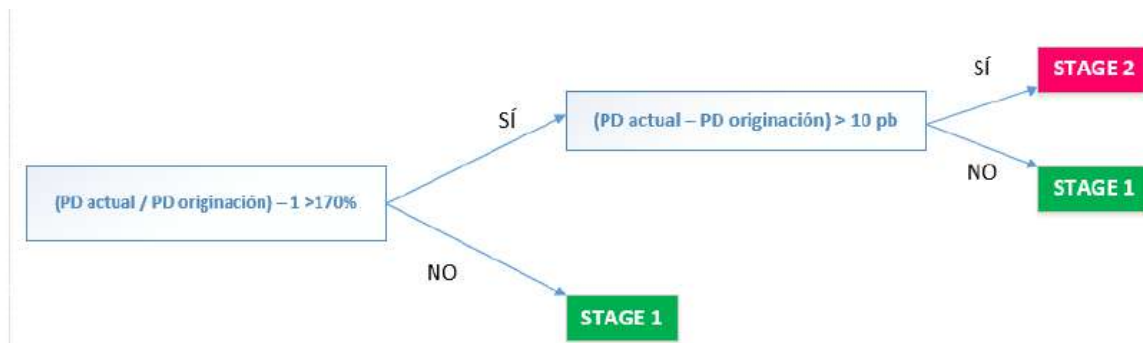 SÍ
STAGE 2
SÍ
(PD actual – PD originación) > 10 pb
NO
STAGE 1
(PD actual / PD originación) – 1 >170%
NO
STAGE 1